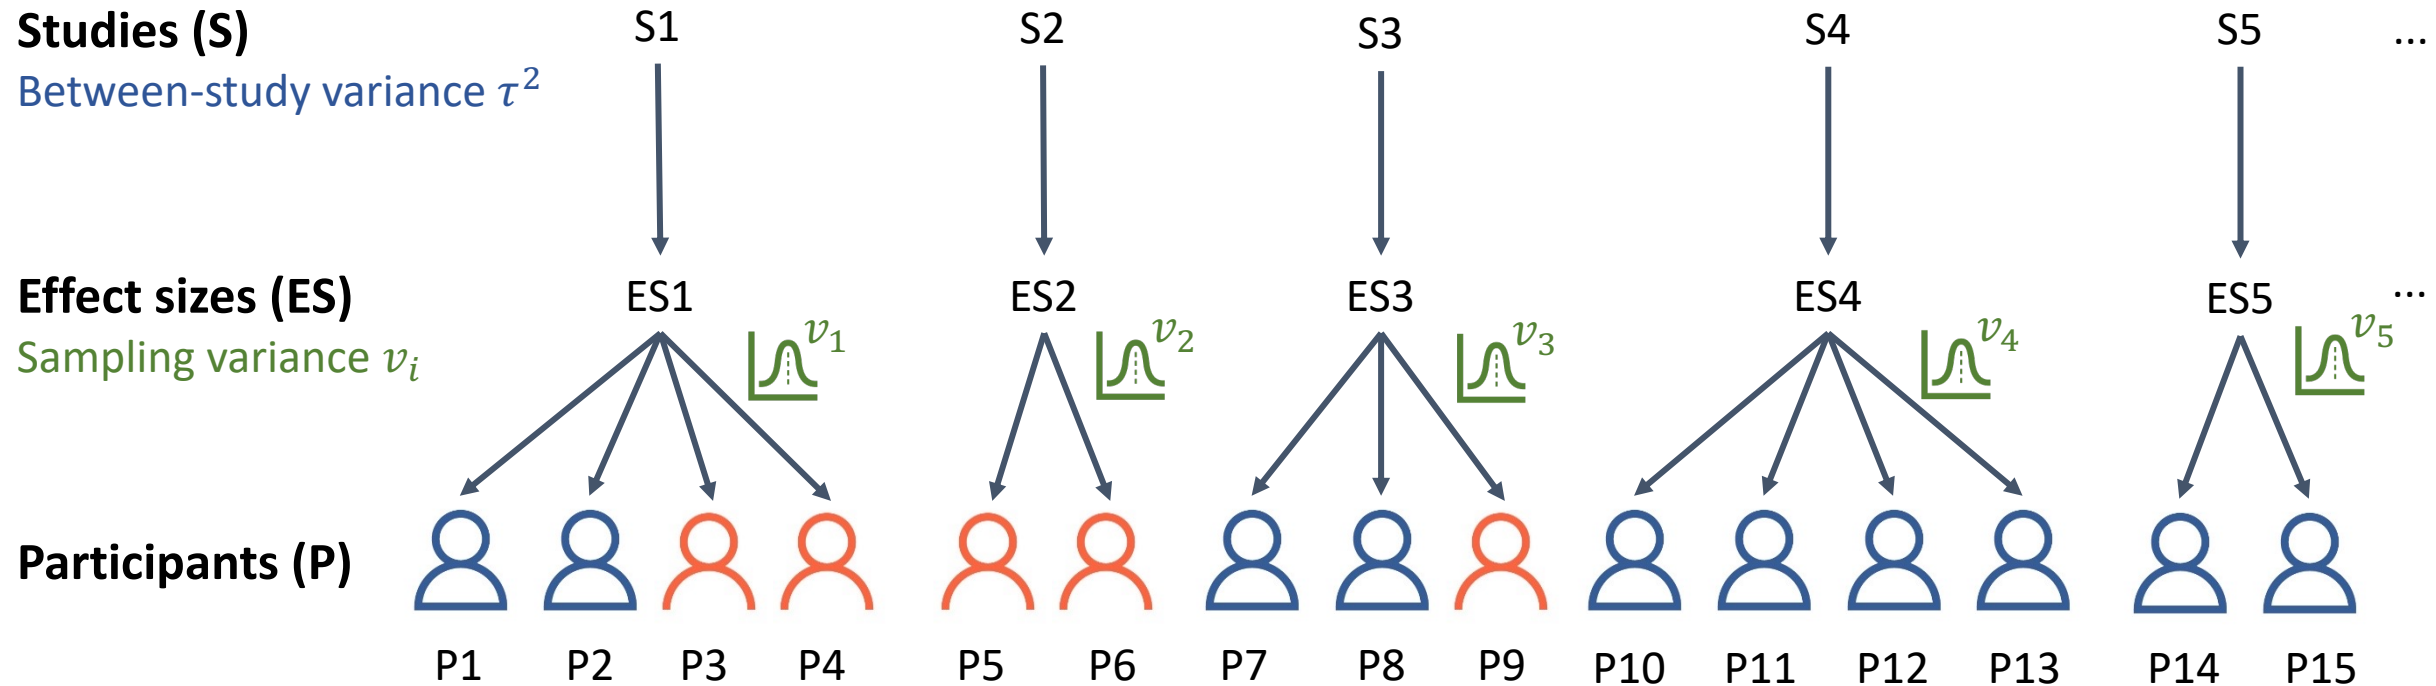 Studies (S) S1 S2 S3 S4 S5 ...
Between-study variance τ²
Effect sizes (ES) ES1 ES2 ES3 ES4 ES5 ...
Sampling variance vᵢ v₁ v₂ v₃ v₄ v₅
Participants (P)
P1 P2 P3 P4 P5 P6 P7 P8 P9 P10 P11 P12 P13 P14 P15